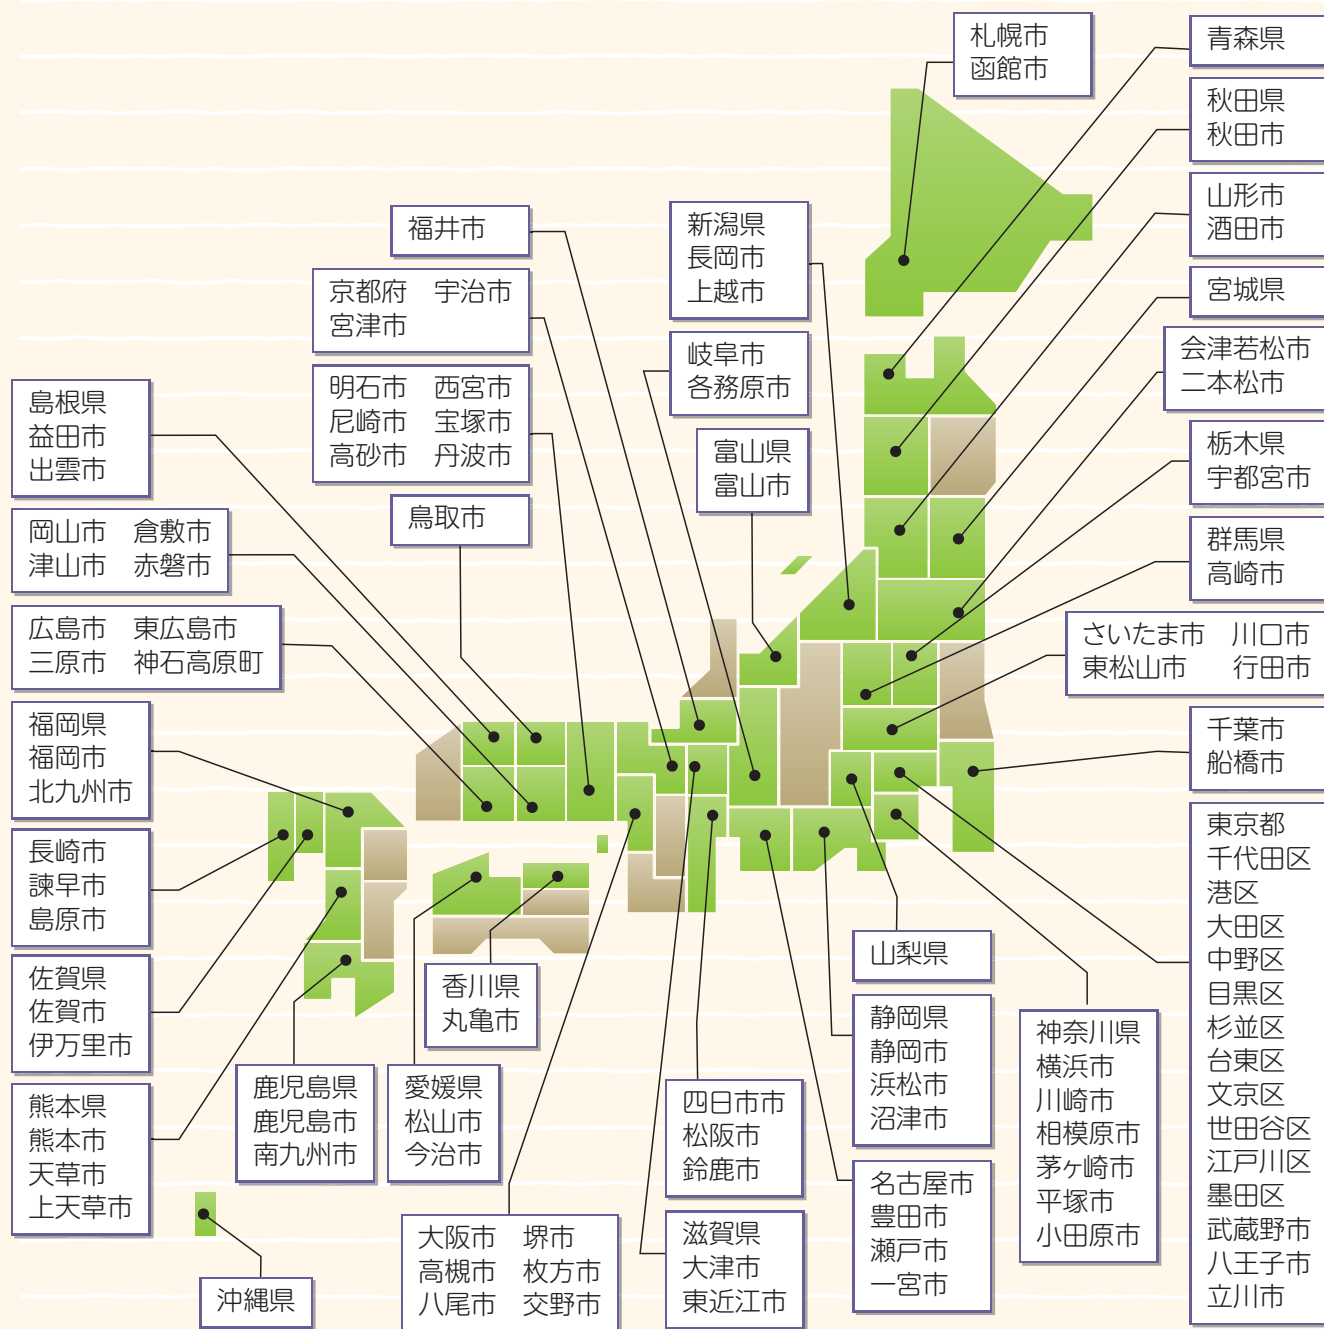 札幌市
函館市
青森県
秋田県
秋田市
山形市
酒田市
宮城県
会津若松市
二本松市
栃木県
宇都宮市
群馬県
高崎市
さいたま市　川口市
東松山市　行田市
千葉市
船橋市
東京都
千代田区
港区
大田区
中野区
目黒区
杉並区
台東区
文京区
世田谷区
江戸川区
墨田区
武蔵野市
八王子市
立川市
新潟県
長岡市
上越市
岐阜市
各務原市
富山県
富山市
福井市
京都府　宇治市
宮津市
明石市　西宮市
尼崎市　宝塚市
高砂市　丹波市
鳥取市
島根県
益田市
出雲市
岡山市　倉敷市
津山市　赤磐市
広島市　東広島市
三原市　神石高原町
福岡県
福岡市
北九州市
長崎市
諫早市
島原市
佐賀県
佐賀市
伊万里市
熊本県
熊本市
天草市
上天草市
鹿児島県
鹿児島市
南九州市
沖縄県
愛媛県
松山市
今治市
香川県
丸亀市
大阪市　堺市
高槻市　枚方市
八尾市　交野市
四日市市
松阪市
鈴鹿市
滋賀県
大津市
東近江市
山梨県
静岡県
静岡市
浜松市
沼津市
名古屋市
豊田市
瀬戸市
一宮市
神奈川県
横浜市
川崎市
相模原市
茅ヶ崎市
平塚市
小田原市